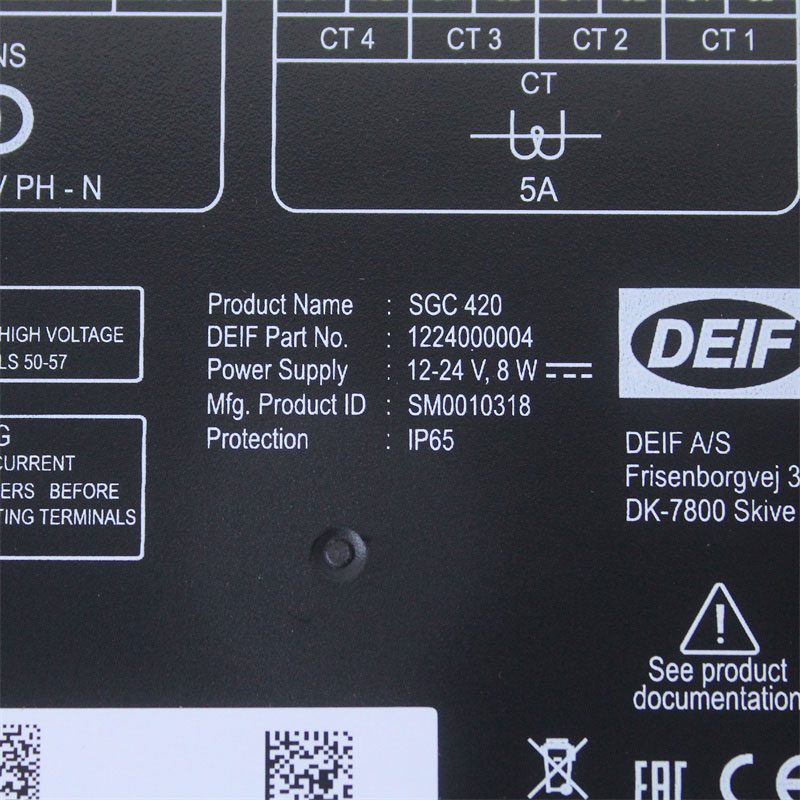 CT 4 CT 3 CT 2 CT 1
CT
5A
NS
/ PH - N
HIGH VOLTAGE
LS 50-57
G
CURRENT
ERS BEFORE
TING TERMINALS
Product Name : SGC 420
DEIF Part No. : 1224000004
Power Supply : 12-24 V, 8 W
Mfg. Product ID : SM0010318
Protection : IP65
DEIF
DEIF A/S
Frisenborgvej 3
DK-7800 Skive
!
See product
documentation
EAC CE